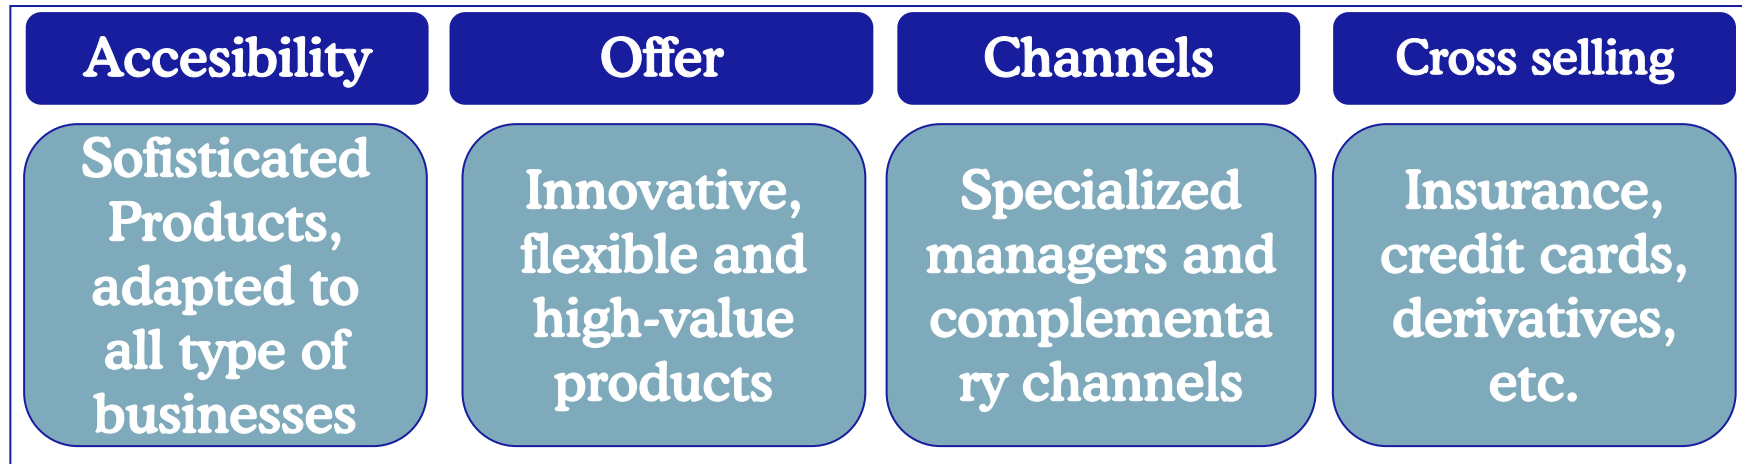 Accesibility
Sofisticated
Products,
adapted to
all type of
businesses
Offer
Innovative,
flexible and
high-value
products
Channels
Specialized
managers and
complementa
ry channels
Cross selling
Insurance,
credit cards,
derivatives,
etc.